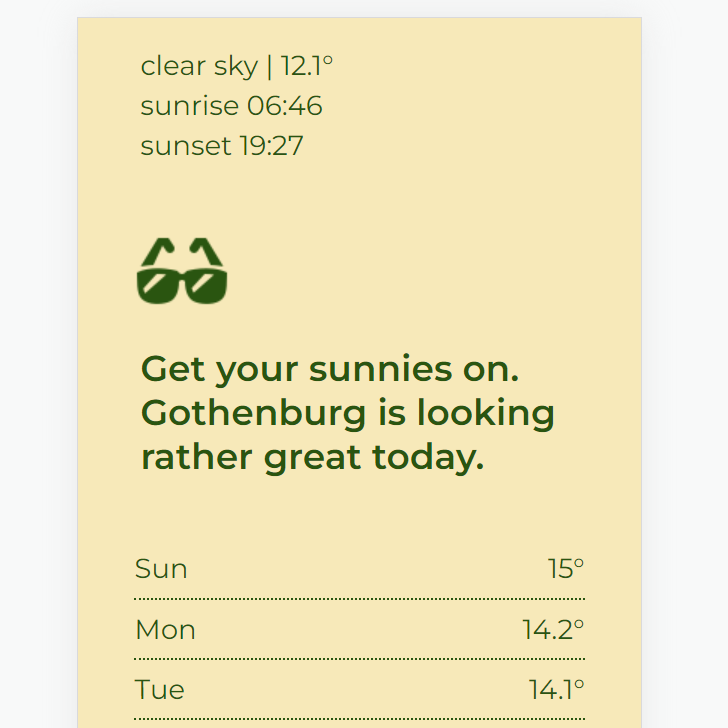 clear sky | 12.1°
sunrise 06:46
sunset 19:27
Get your sunnies on.
Gothenburg is looking
rather great today.
Sun 15°
Mon 14.2°
Tue 14.1°